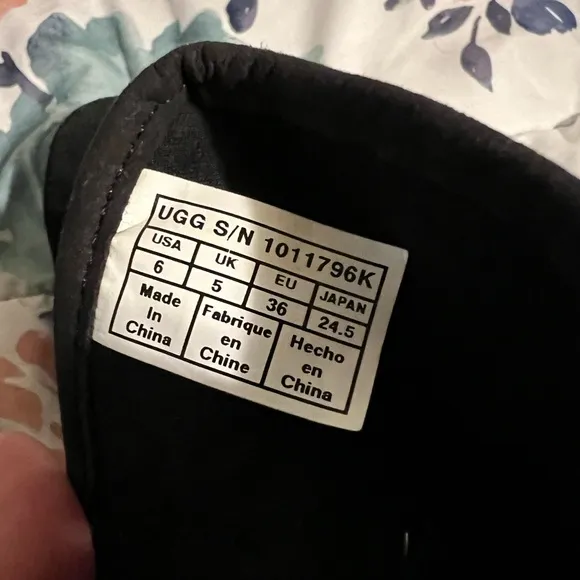 UGG S/N 1011796K
USA UK EU JAPAN
6 5 36 24.5
Made Fabrique Hecho
In en en
China Chine China